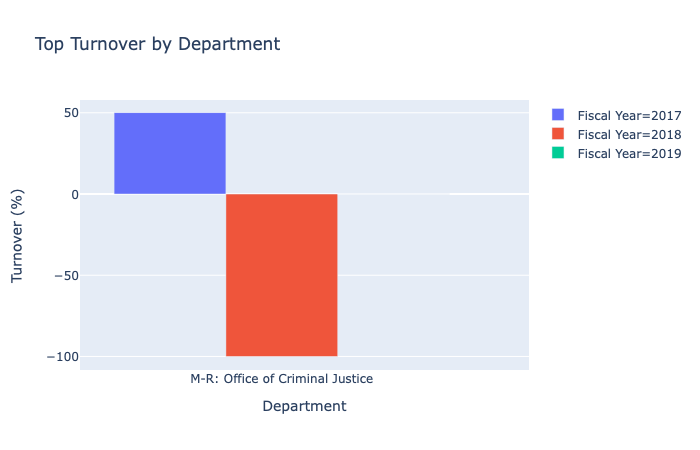 Top Turnover by Department
Fiscal Year=2017
Fiscal Year=2018
Fiscal Year=2019
Turnover (%)
50
0
−50
−100
M-R: Office of Criminal Justice
Department